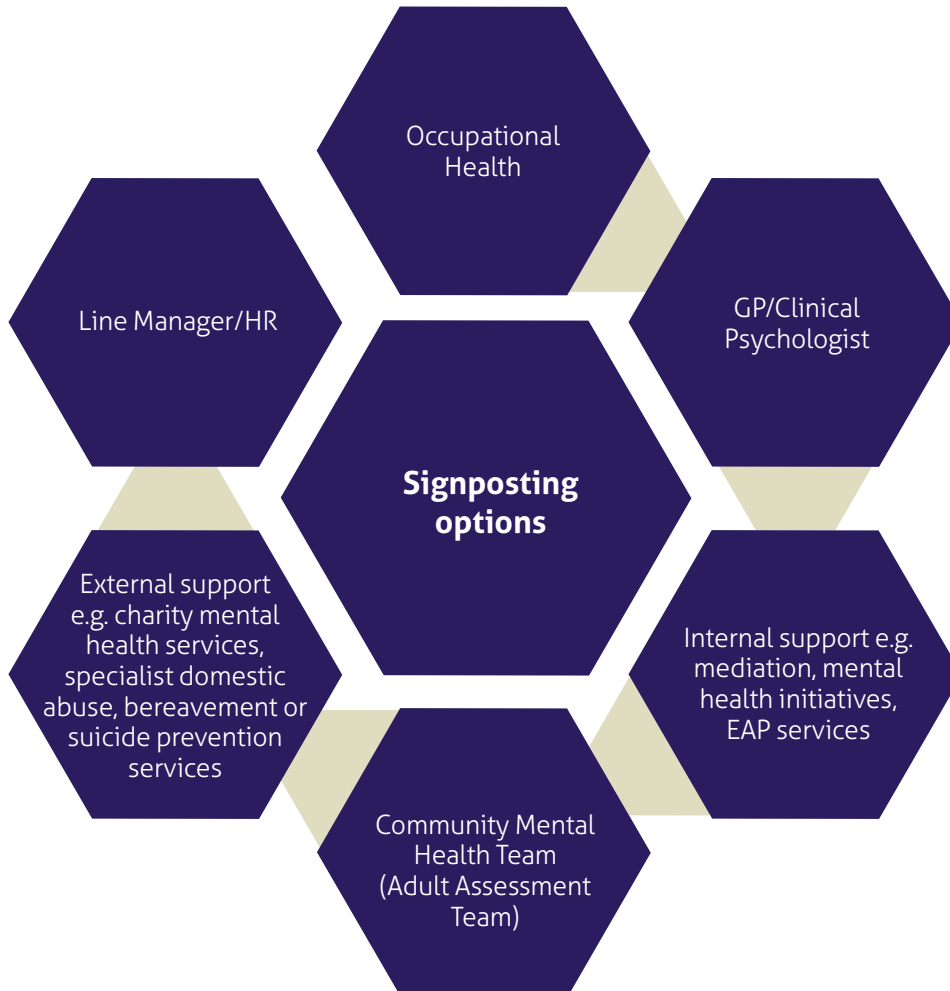 Occupational
Health
Line Manager/HR
GP/Clinical
Psychologist
Signposting
options
External support
e.g. charity mental
health services,
specialist domestic
abuse, bereavement or
suicide prevention
services
Internal support e.g.
mediation, mental
health initiatives,
EAP services
Community Mental
Health Team
(Adult Assessment
Team)